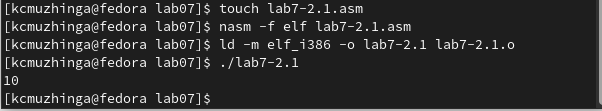 [kcmuzhinga@fedora lab07]$ touch lab7-2.1.asm
[kcmuzhinga@fedora lab07]$ nasm -f elf lab7-2.1.asm
[kcmuzhinga@fedora lab07]$ ld -m elf_i386 -o lab7-2.1 lab7-2.1.o
[kcmuzhinga@fedora lab07]$ ./lab7-2.1
10
[kcmuzhinga@fedora lab07]$